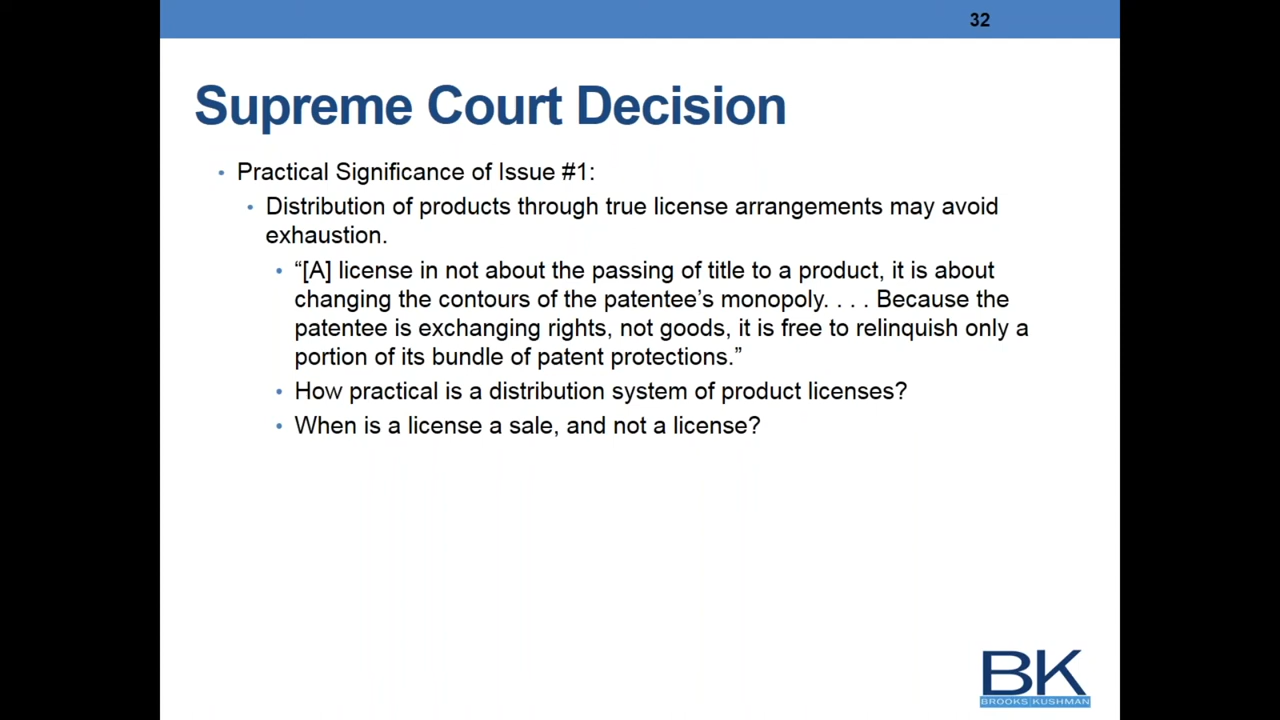 32
Supreme Court Decision
• Practical Significance of Issue #1:
• Distribution of products through true license arrangements may avoid
exhaustion.
• “[A] license in not about the passing of title to a product, it is about
changing the contours of the patentee’s monopoly. . . . Because the
patentee is exchanging rights, not goods, it is free to relinquish only a
portion of its bundle of patent protections.”
• How practical is a distribution system of product licenses?
• When is a license a sale, and not a license?
BK
BROOKS KUSHMAN